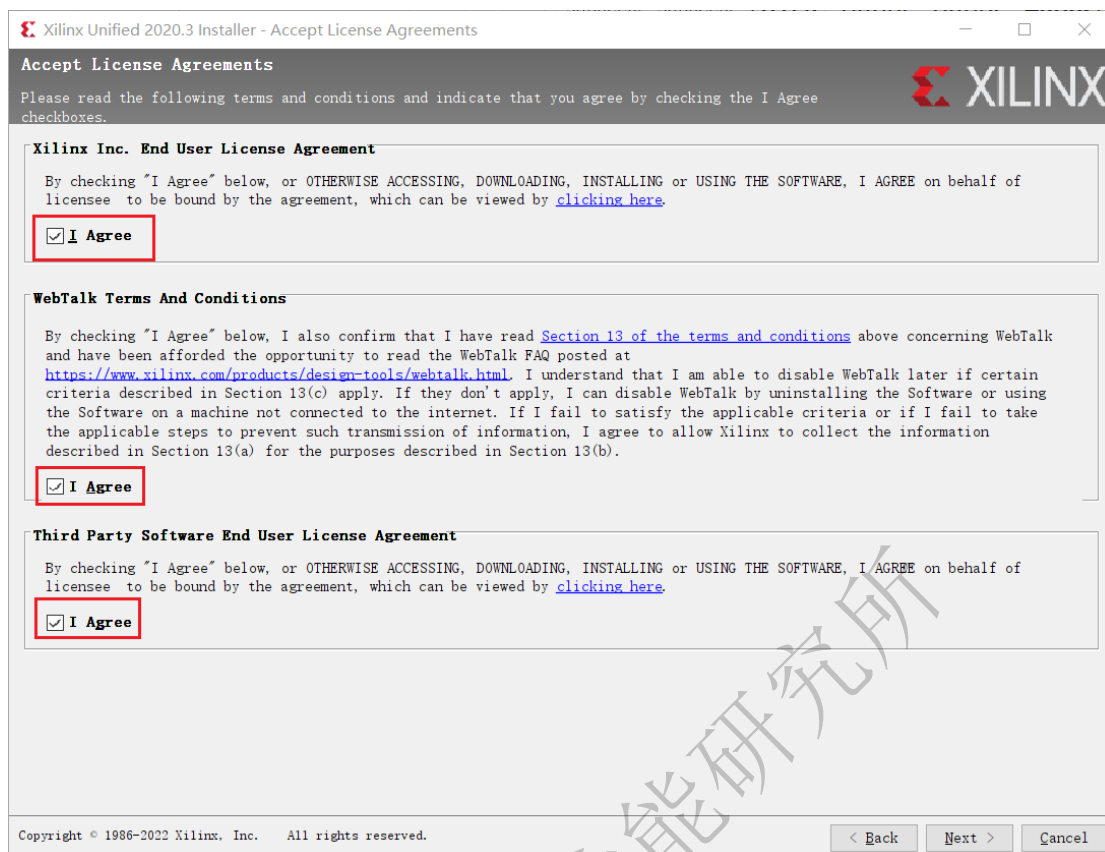 Xilinx Unified 2020.3 Installer - Accept License Agreements
Accept License Agreements
Please read the following terms and conditions and indicate that you agree by checking the I Agree
checkboxes.
XILINX
Xilinx Inc. End User License Agreement
By checking "I Agree" below, or OTHERWISE ACCESSING, DOWNLOADING, INSTALLING or USING THE SOFTWARE, I AGREE on behalf of
licensee to be bound by the agreement, which can be viewed by clicking here.
I Agree
WebTalk Terms And Conditions
By checking "I Agree" below, I also confirm that I have read Section 13 of the terms and conditions above concerning WebTalk
and have been afforded the opportunity to read the WebTalk FAQ posted at
https://www.xilinx.com/products/design-tools/webtalk.html. I understand that I am able to disable WebTalk later if certain
criteria described in Section 13(c) apply. If they don't apply, I can disable WebTalk by uninstalling the Software or using
the Software on a machine not connected to the internet. If I fail to satisfy the applicable criteria or if I fail to take
the applicable steps to prevent such transmission of information, I agree to allow Xilinx to collect the information
described in Section 13(a) for the purposes described in Section 13(b).
I Agree
Third Party Software End User License Agreement
By checking "I Agree" below, or OTHERWISE ACCESSING, DOWNLOADING, INSTALLING or USING THE SOFTWARE, I AGREE on behalf of
licensee to be bound by the agreement, which can be viewed by clicking here.
I Agree
能研究所
Copyright © 1986-2022 Xilinx, Inc. All rights reserved.
< Back
Next >
Cancel